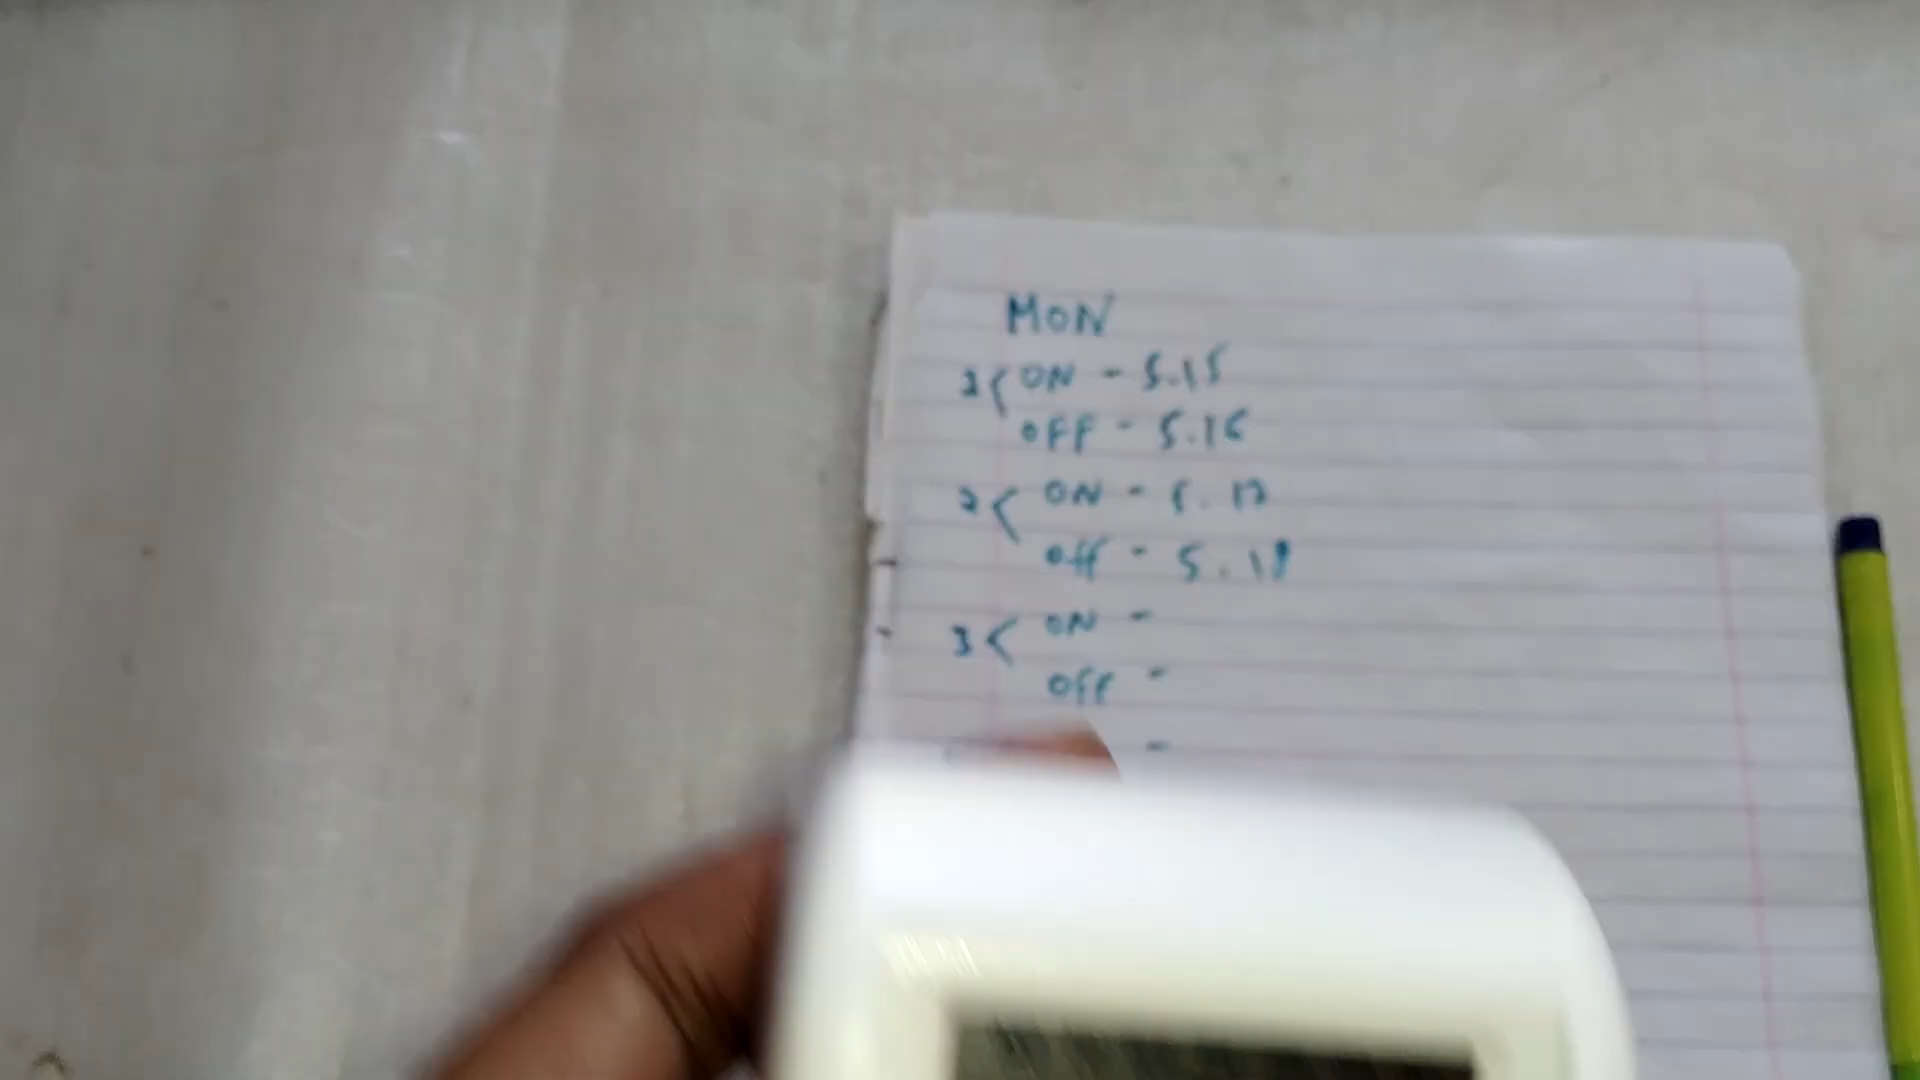 MON
1< ON - 5.15
OFF - 5.16
2< ON - 5.17
OFF - 5.18
3< ON -
OFF -
-